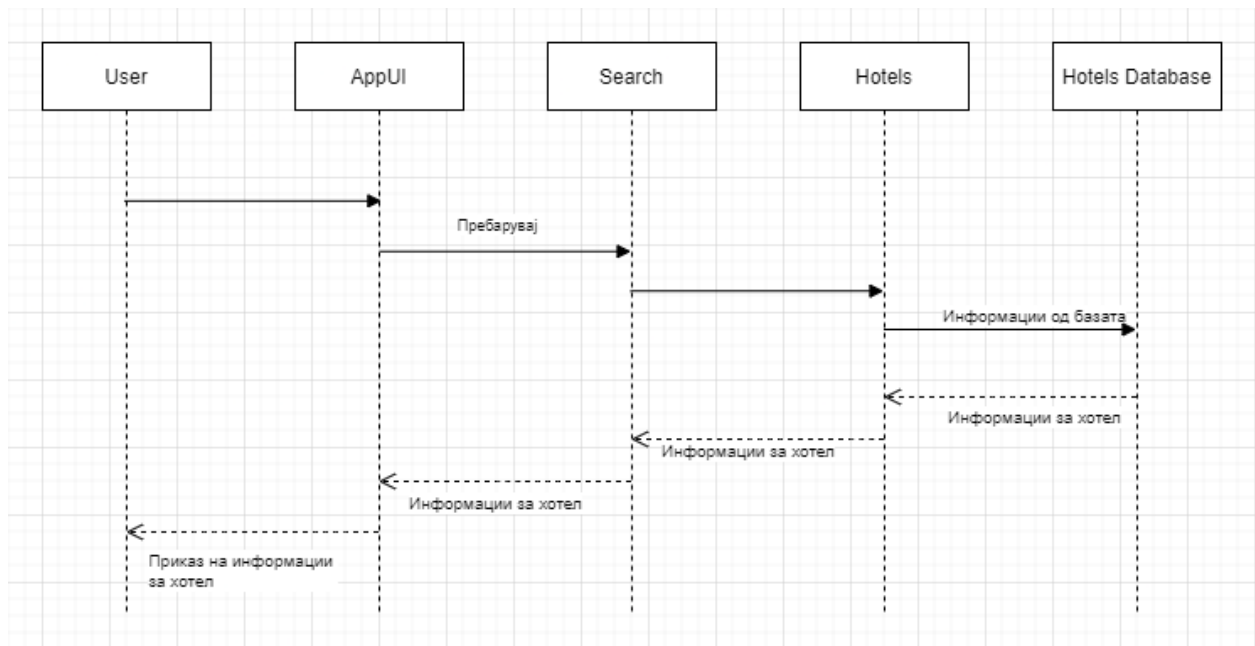 User
AppUI
Search
Hotels
Hotels Database
Пребарувај
Информации од базата
Информации за хотел
Информации за хотел
Информации за хотел
Приказ на информации
за хотел